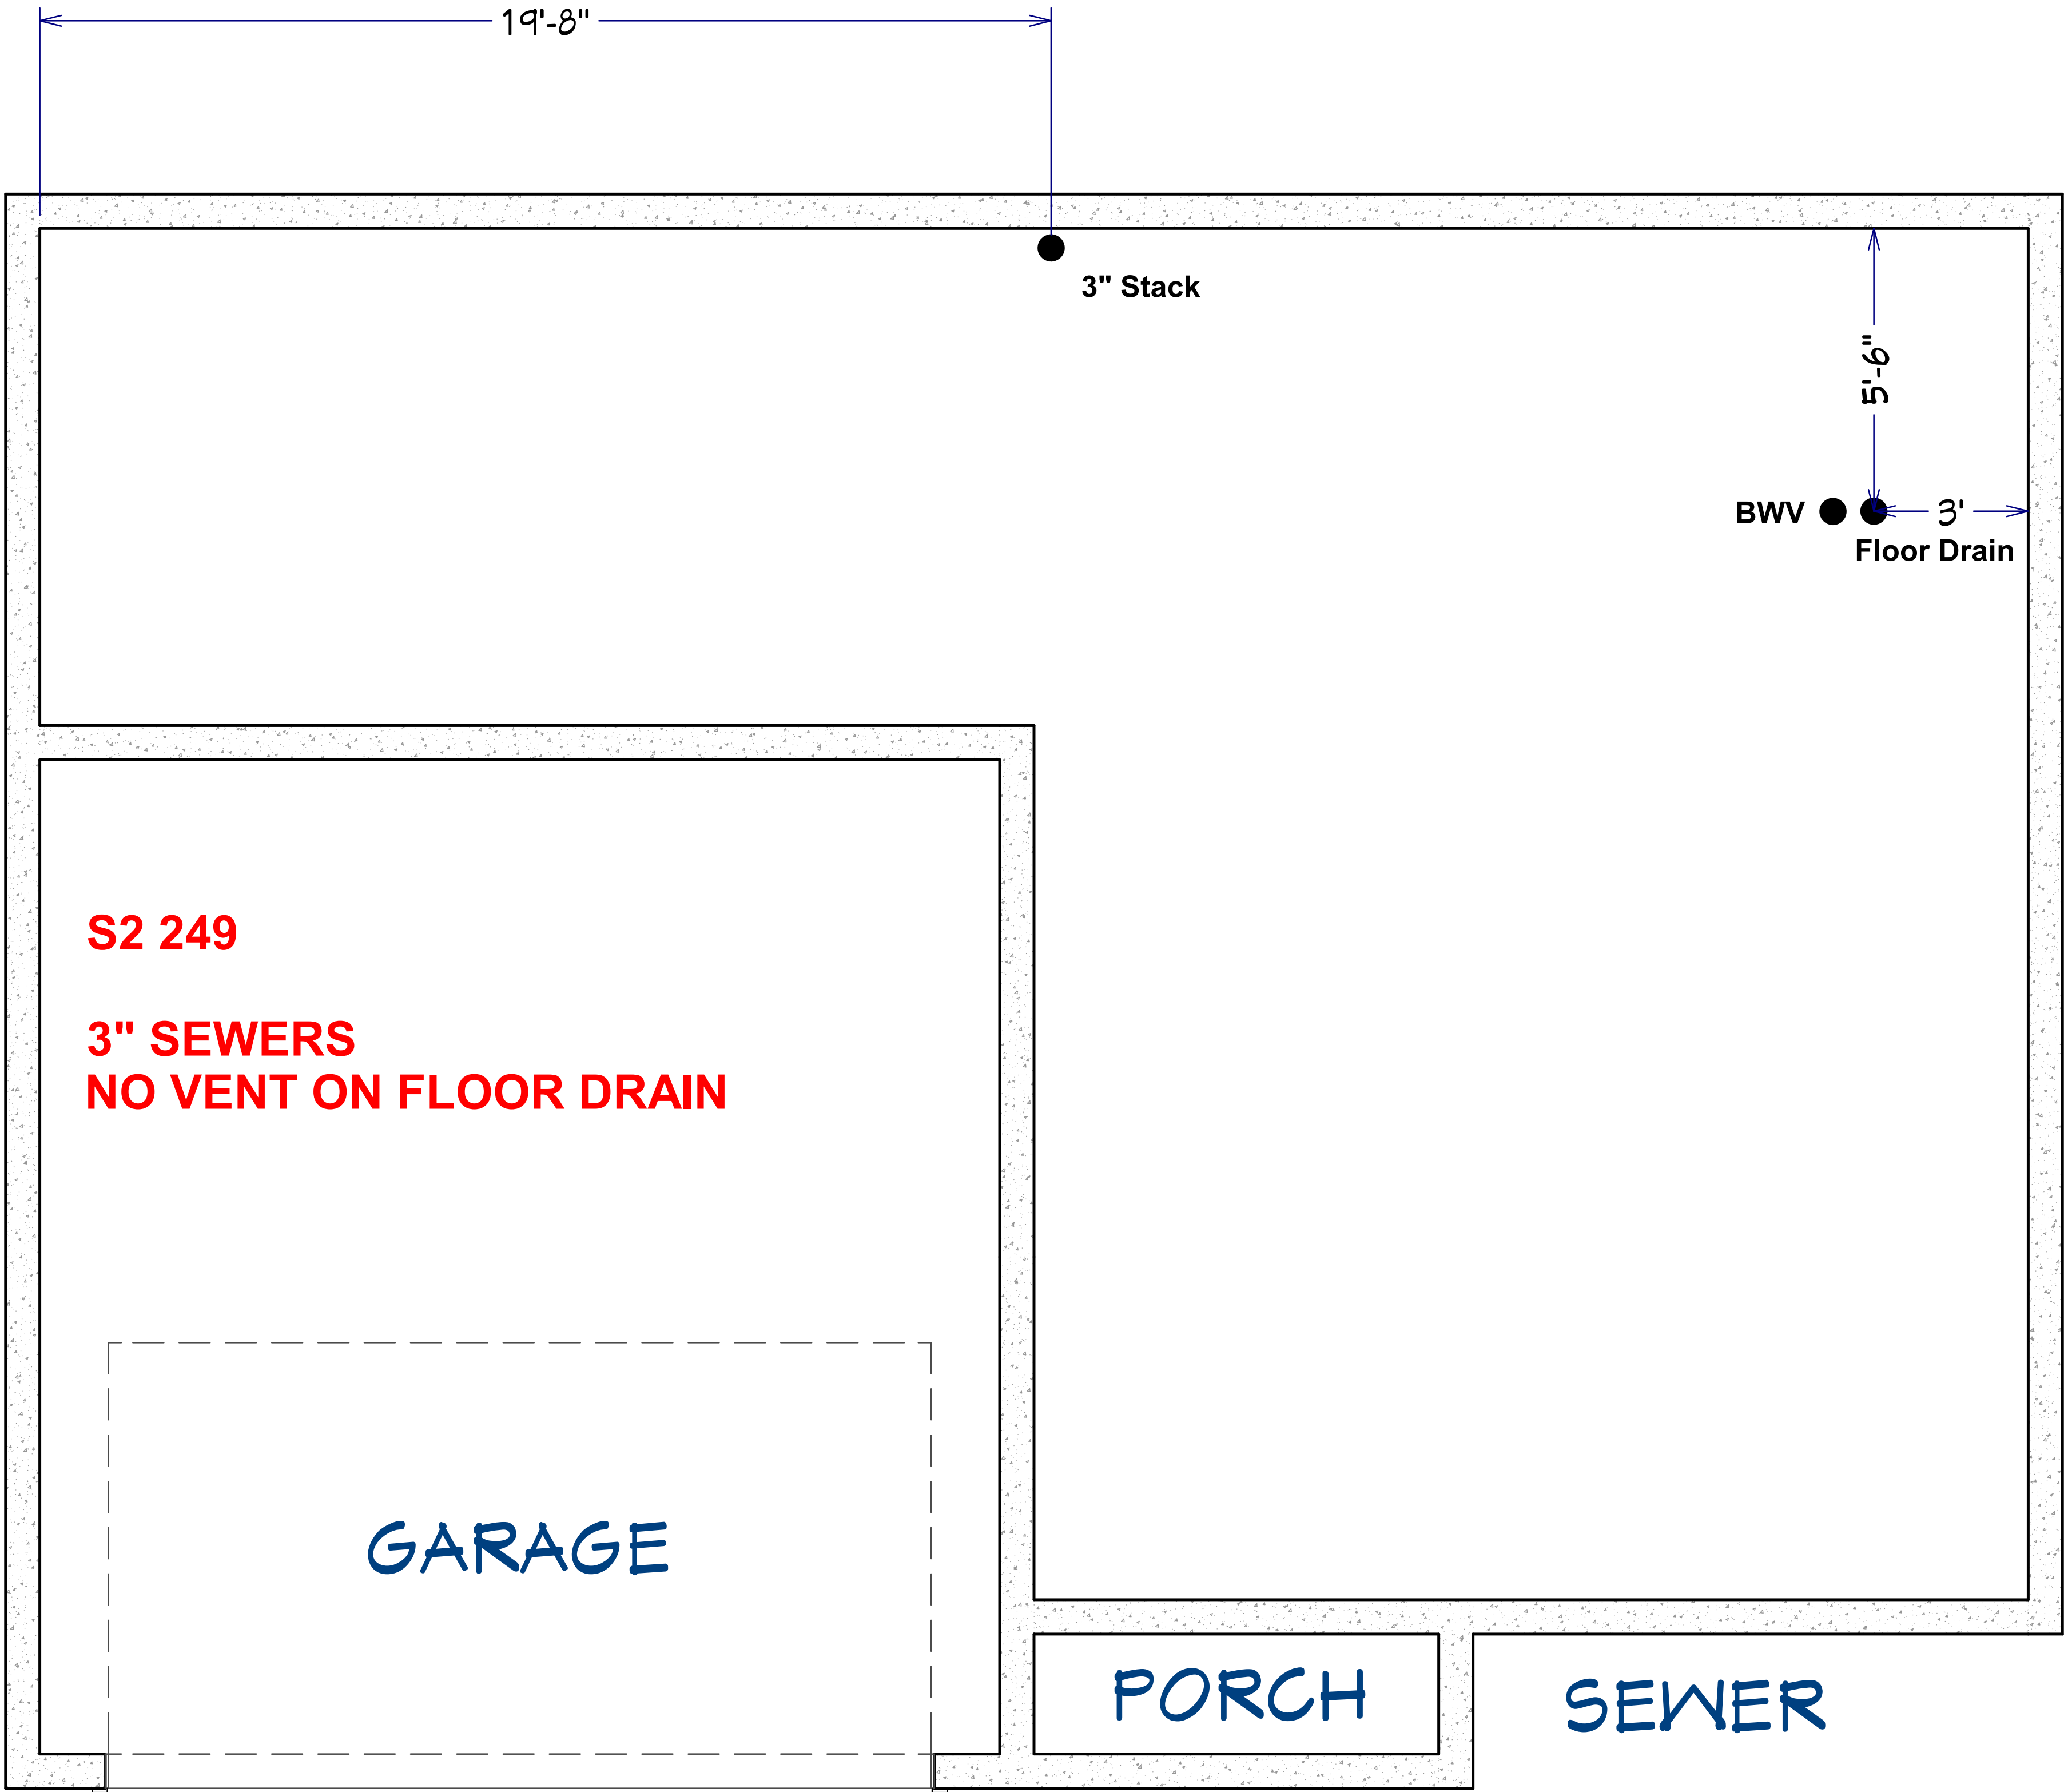 19'-8"
3" Stack
5'-6"
BWV
3'
Floor Drain
S2 249
3" SEWERS
NO VENT ON FLOOR DRAIN
GARAGE
PORCH
SEWER